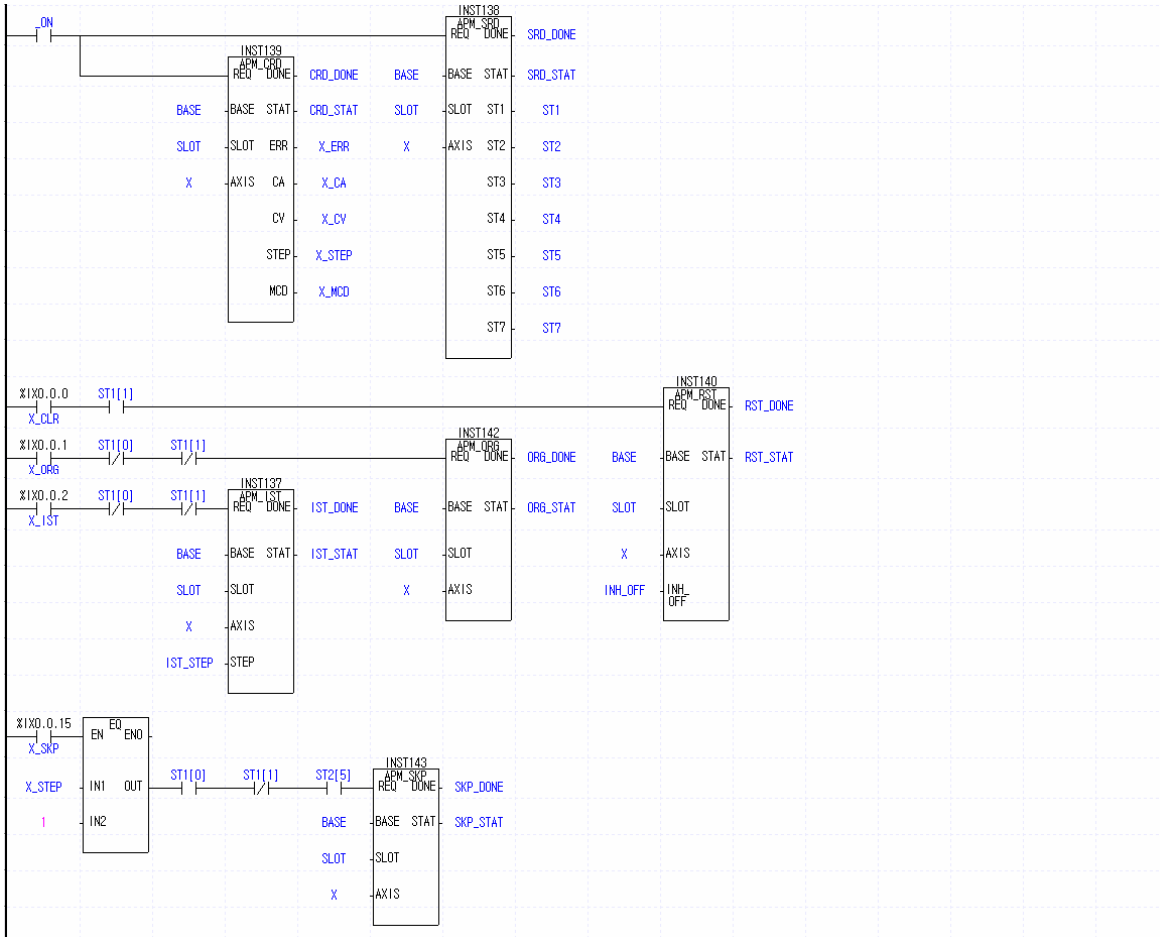 INST138
_ON APM_SRD
REQ DONE SRD_DONE
INST139
APM_CRD
REQ DONE CRD_DONE BASE BASE STAT SRD_STAT
BASE BASE STAT CRD_STAT SLOT SLOT ST1 ST1
SLOT SLOT ERR X_ERR X AXIS ST2 ST2
X AXIS CA X_CA ST3 ST3
CV X_CV ST4 ST4
STEP X_STEP ST5 ST5
MCD X_MCD ST6 ST6
ST7 ST7
INST140
%IX0.0.0 ST1[1] APM_RST
REQ DONE RST_DONE
X_CLR
INST142
%IX0.0.1 ST1[0] ST1[1] APM_ORG
REQ DONE ORG_DONE BASE BASE STAT RST_STAT
X_ORG
INST137
%IX0.0.2 ST1[0] ST1[1] APM_IST
REQ DONE IST_DONE BASE BASE STAT ORG_STAT SLOT SLOT
X_IST
BASE BASE STAT IST_STAT SLOT SLOT X AXIS
SLOT SLOT X AXIS INH_OFF INH_
OFF
X AXIS
IST_STEP STEP
%IX0.0.15 EQ
EN ENO
X_SKP
INST143
ST1[0] ST1[1] ST2[5] APM_SKP
X_STEP IN1 OUT REQ DONE SKP_DONE
1 IN2 BASE BASE STAT SKP_STAT
SLOT SLOT
X AXIS